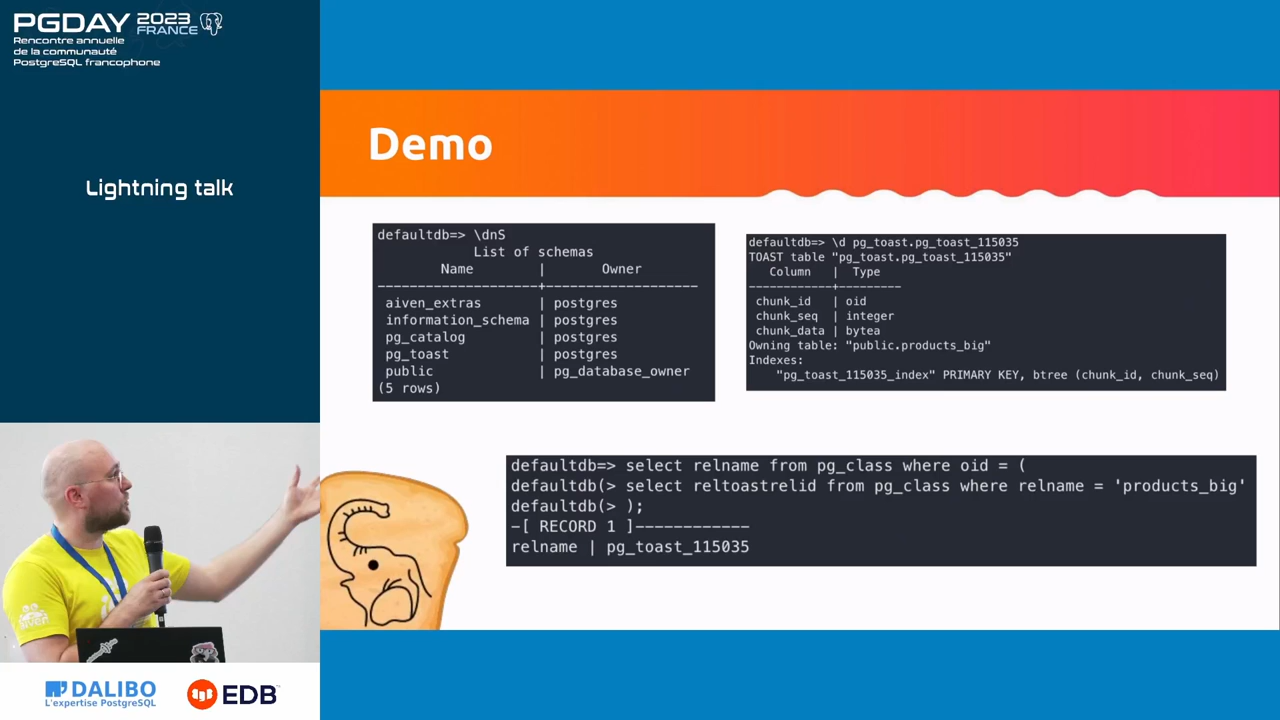 PGDAY 2023 FRANCE
Rencontre annuelle
de la communauté
PostgreSQL francophone
Lightning talk
Demo
defaultdb=> \dnS
List of schemas
Name | Owner
--------------------+-------------------
aiven_extras | postgres
information_schema | postgres
pg_catalog | postgres
pg_toast | postgres
public | pg_database_owner
(5 rows)
defaultdb=> \d pg_toast.pg_toast_115035
TOAST table "pg_toast.pg_toast_115035"
Column | Type
------------+---------
chunk_id | oid
chunk_seq | integer
chunk_data | bytea
Owning table: "public.products_big"
Indexes:
"pg_toast_115035_index" PRIMARY KEY, btree (chunk_id, chunk_seq)
defaultdb=> select relname from pg_class where oid = (
defaultdb(> select reltoastrelid from pg_class where relname = 'products_big'
defaultdb(> );
-[ RECORD 1 ]------------
relname | pg_toast_115035
aiven
DALIBO
L'expertise PostgreSQL
EDB